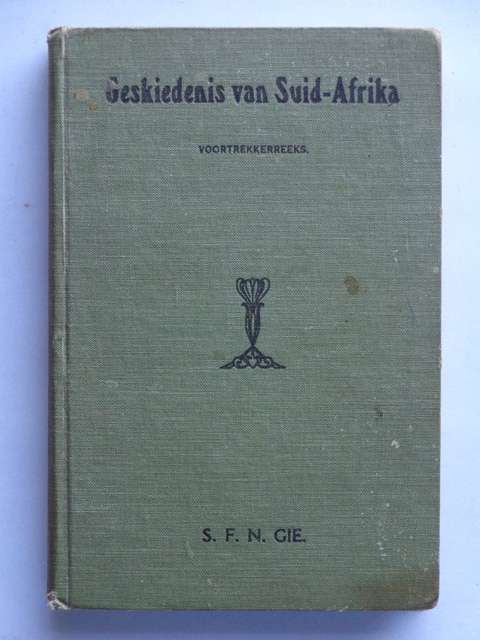 Geskiedenis van Suid-Afrika
VOORTREKKERREEKS.
S. F. N. GIE.